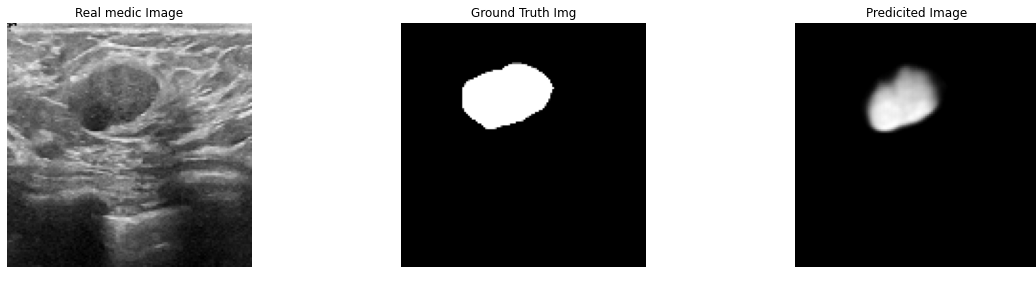 Real medic Image
Ground Truth Img
Predicited Image